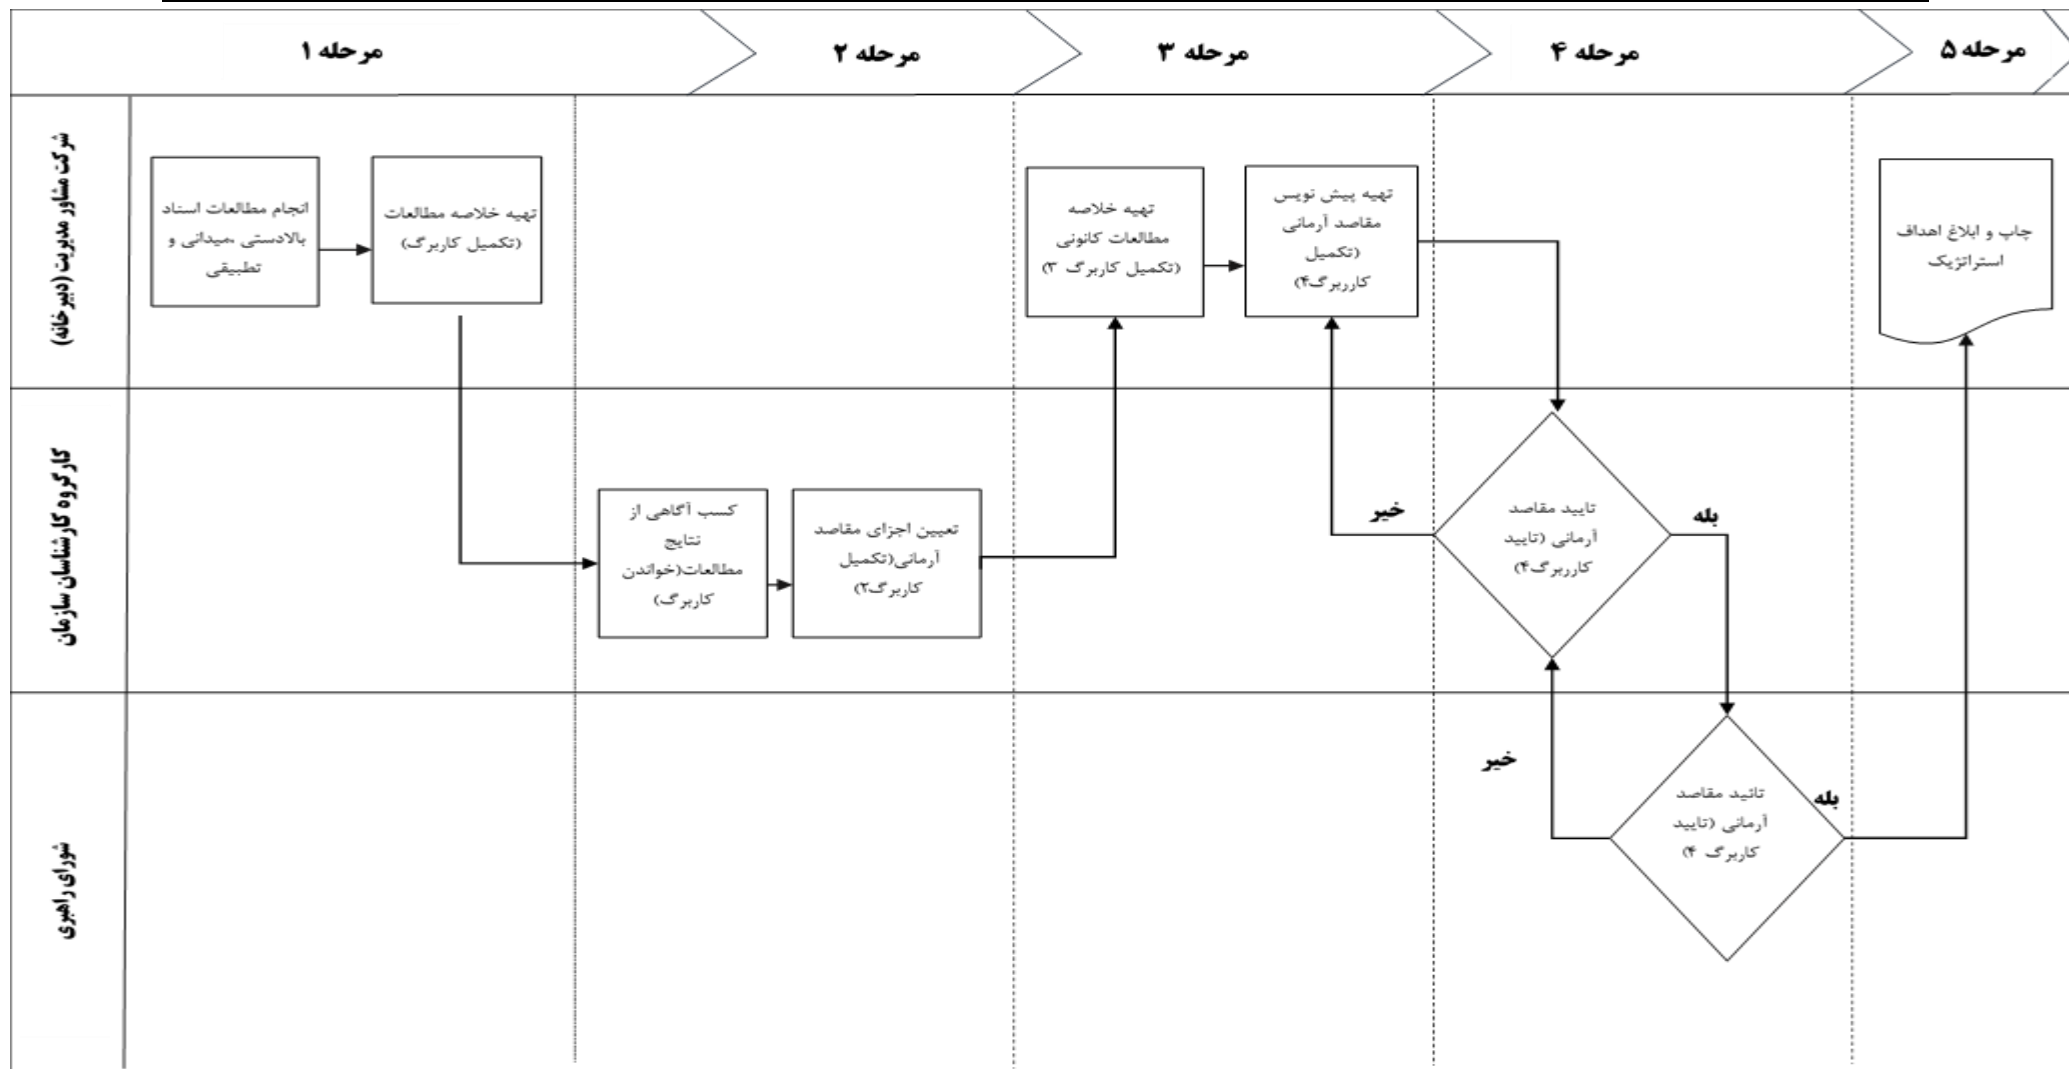 مرحله ۱
مرحله ۲
مرحله ۳
مرحله ۴
مرحله ۵
شرکت مشاور مدیریت (دبیرخانه)
انجام مطالعات اسناد
بالادستی ،میدانی و
تطبیقی
تهیه خلاصه مطالعات
(تکمیل کاربرگ)
تهیه خلاصه
مطالعات کانونی
(تکمیل کاربرگ ۳)
تهیه پیش نویس
مقاصد آرمانی
(تکمیل
کارربرگ۴)
چاپ و ابلاغ اهداف
استراتژیک
کارگروه کارشناسان سازمان
کسب آگاهی از
نتایج
مطالعات(خواندن
کاربرگ)
تعیین اجزای مقاصد
آرمانی(تکمیل
کاربرگ۲)
خیر
تایید مقاصد
آرمانی (تایید
کارربرگ۴)
بله
شورای راهبری
خیر
تائید مقاصد
آرمانی (تایید
کاربرگ ۴)
بله